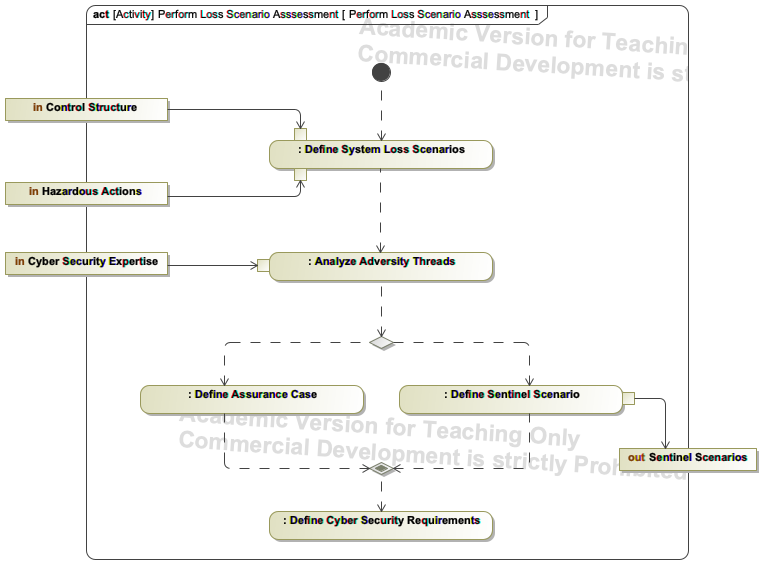 act [Activity] Perform Loss Scenario Asssessment [ Perform Loss Scenario Asssessment ]
Academic Version for Teachin
Commercial Development is st
in Control Structure
: Define System Loss Scenarios
in Hazardous Actions
in Cyber Security Expertise
: Analyze Adversity Threads
: Define Assurance Case
: Define Sentinel Scenario
Academic Version for Teaching Only
Commercial Development is strictly Prohibited
out Sentinel Scenarios
: Define Cyber Security Requirements